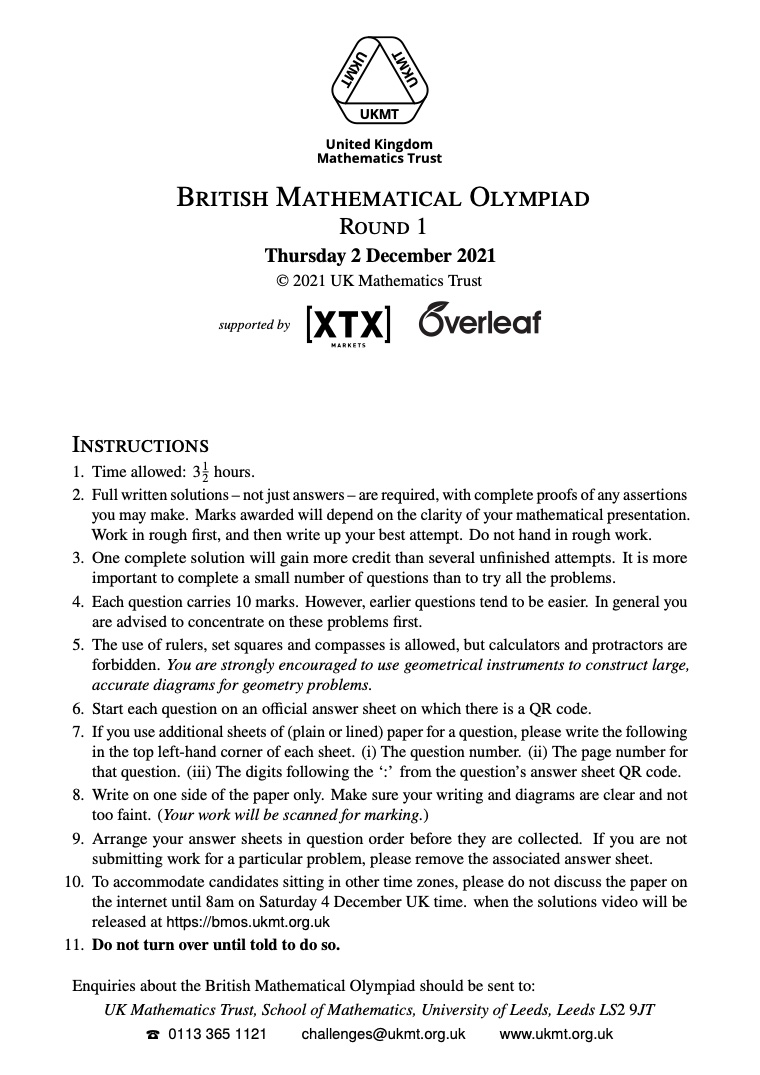 UKMT
UKMT
UKMT
United Kingdom
Mathematics Trust
British Mathematical Olympiad
Round 1
Thursday 2 December 2021
© 2021 UK Mathematics Trust
supported by [XTX] Overleaf
MARKETS
Instructions
1. Time allowed: 3½ hours.
2. Full written solutions – not just answers – are required, with complete proofs of any assertions
you may make. Marks awarded will depend on the clarity of your mathematical presentation.
Work in rough first, and then write up your best attempt. Do not hand in rough work.
3. One complete solution will gain more credit than several unfinished attempts. It is more
important to complete a small number of questions than to try all the problems.
4. Each question carries 10 marks. However, earlier questions tend to be easier. In general you
are advised to concentrate on these problems first.
5. The use of rulers, set squares and compasses is allowed, but calculators and protractors are
forbidden. You are strongly encouraged to use geometrical instruments to construct large,
accurate diagrams for geometry problems.
6. Start each question on an official answer sheet on which there is a QR code.
7. If you use additional sheets of (plain or lined) paper for a question, please write the following
in the top left-hand corner of each sheet. (i) The question number. (ii) The page number for
that question. (iii) The digits following the ‘:’ from the question’s answer sheet QR code.
8. Write on one side of the paper only. Make sure your writing and diagrams are clear and not
too faint. (Your work will be scanned for marking.)
9. Arrange your answer sheets in question order before they are collected. If you are not
submitting work for a particular problem, please remove the associated answer sheet.
10. To accommodate candidates sitting in other time zones, please do not discuss the paper on
the internet until 8am on Saturday 4 December UK time. when the solutions video will be
released at https://bmos.ukmt.org.uk
11. Do not turn over until told to do so.
Enquiries about the British Mathematical Olympiad should be sent to:
UK Mathematics Trust, School of Mathematics, University of Leeds, Leeds LS2 9JT
☎ 0113 365 1121 challenges@ukmt.org.uk www.ukmt.org.uk